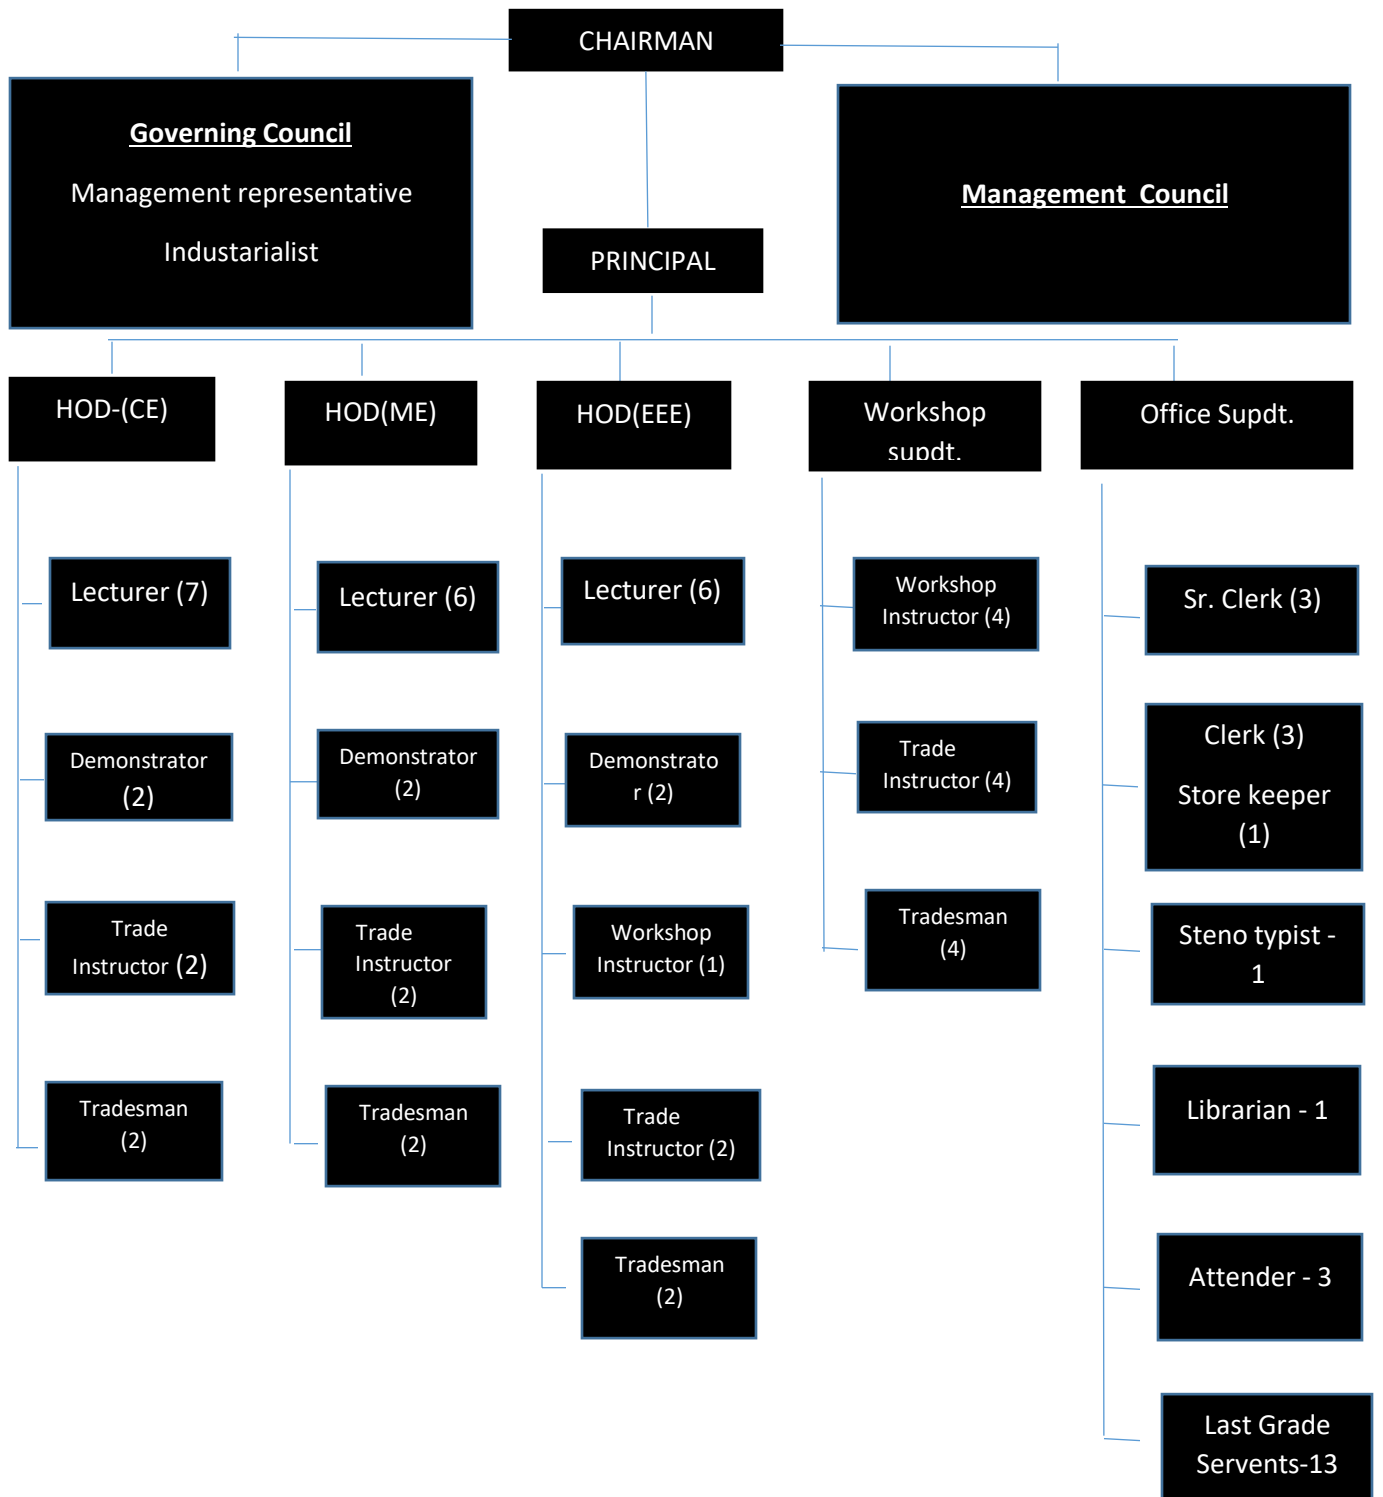 CHAIRMAN
Governing Council
Management representative
Industarialist
Management Council
PRINCIPAL
HOD-(CE)
HOD(ME)
HOD(EEE)
Workshop
supdt.
Office Supdt.
Lecturer (7)
Demonstrator
(2)
Trade
Instructor (2)
Tradesman
(2)
Lecturer (6)
Demonstrator
(2)
Trade
Instructor
(2)
Tradesman
(2)
Lecturer (6)
Demonstrato
r (2)
Workshop
Instructor (1)
Trade
Instructor (2)
Tradesman
(2)
Workshop
Instructor (4)
Trade
Instructor (4)
Tradesman
(4)
Sr. Clerk (3)
Clerk (3)
Store keeper
(1)
Steno typist -
1
Librarian - 1
Attender - 3
Last Grade
Servents-13